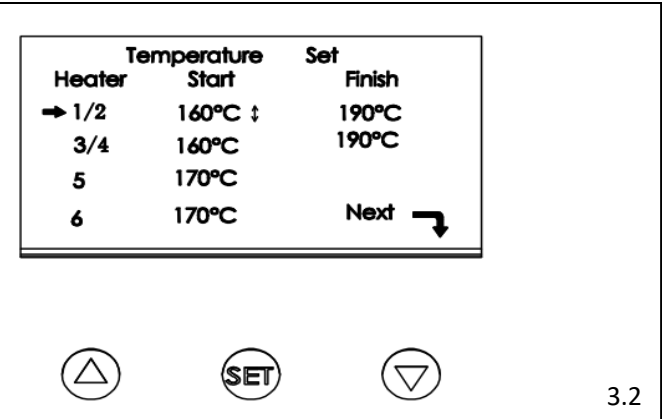 Temperature Set
Heater Start Finish
➡ 1/2 160°C ↕ 190°C
3/4 160°C 190°C
5 170°C
6 170°C Next
SET
3.2